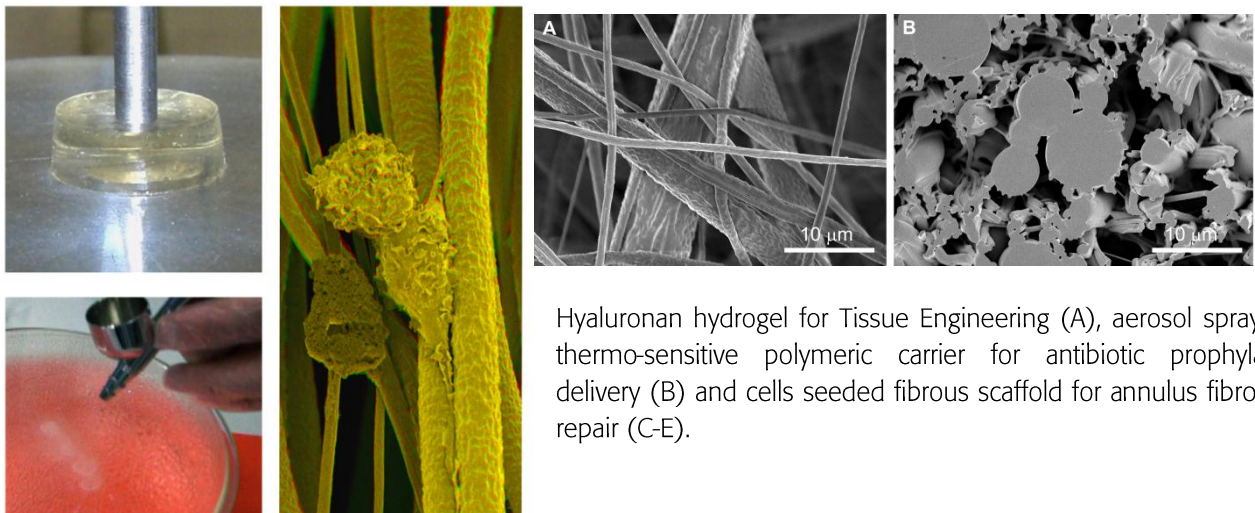 A
B
10 µm
10 µm
Hyaluronan hydrogel for Tissue Engineering (A), aerosol spray
thermo-sensitive polymeric carrier for antibiotic
delivery (B) and cells seeded fibrous scaffold for annulus
repair (C-E).